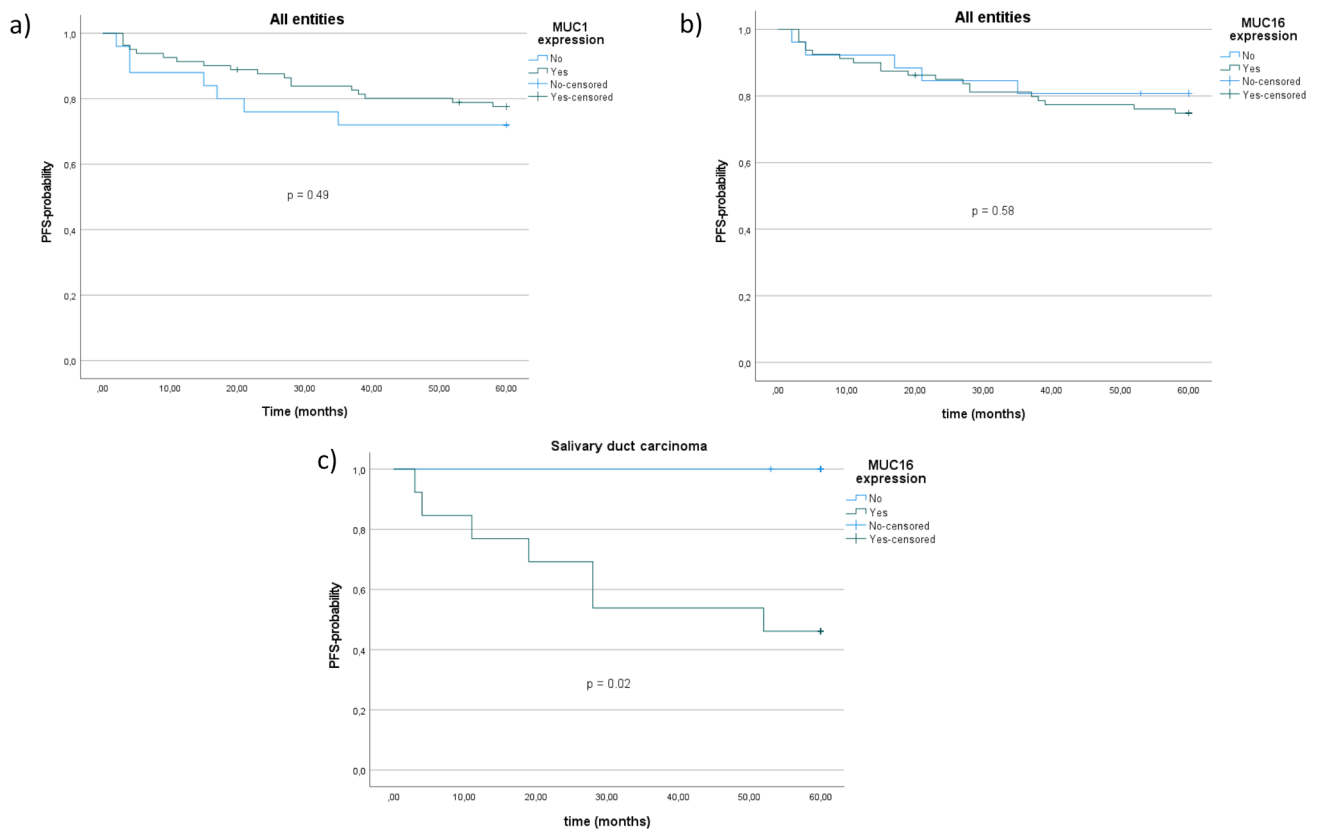 a)
All entities
MUC1
expression
No
Yes
No-censored
Yes-censored
1,0
0,8
0,6
0,4
0,2
0,0
PFS-probability
p = 0.49
,00 10,00 20,00 30,00 40,00 50,00 60,00
Time (months)
b)
All entities
MUC16
expression
No
Yes
No-censored
Yes-censored
1,0
0,8
0,6
0,4
0,2
0,0
PFS-probability
p = 0.58
,00 10,00 20,00 30,00 40,00 50,00 60,00
time (months)
c)
Salivary duct carcinoma
MUC16
expression
No
Yes
No-censored
Yes-censored
1,0
0,8
0,6
0,4
0,2
0,0
PFS-probability
p = 0.02
,00 10,00 20,00 30,00 40,00 50,00 60,00
time (months)